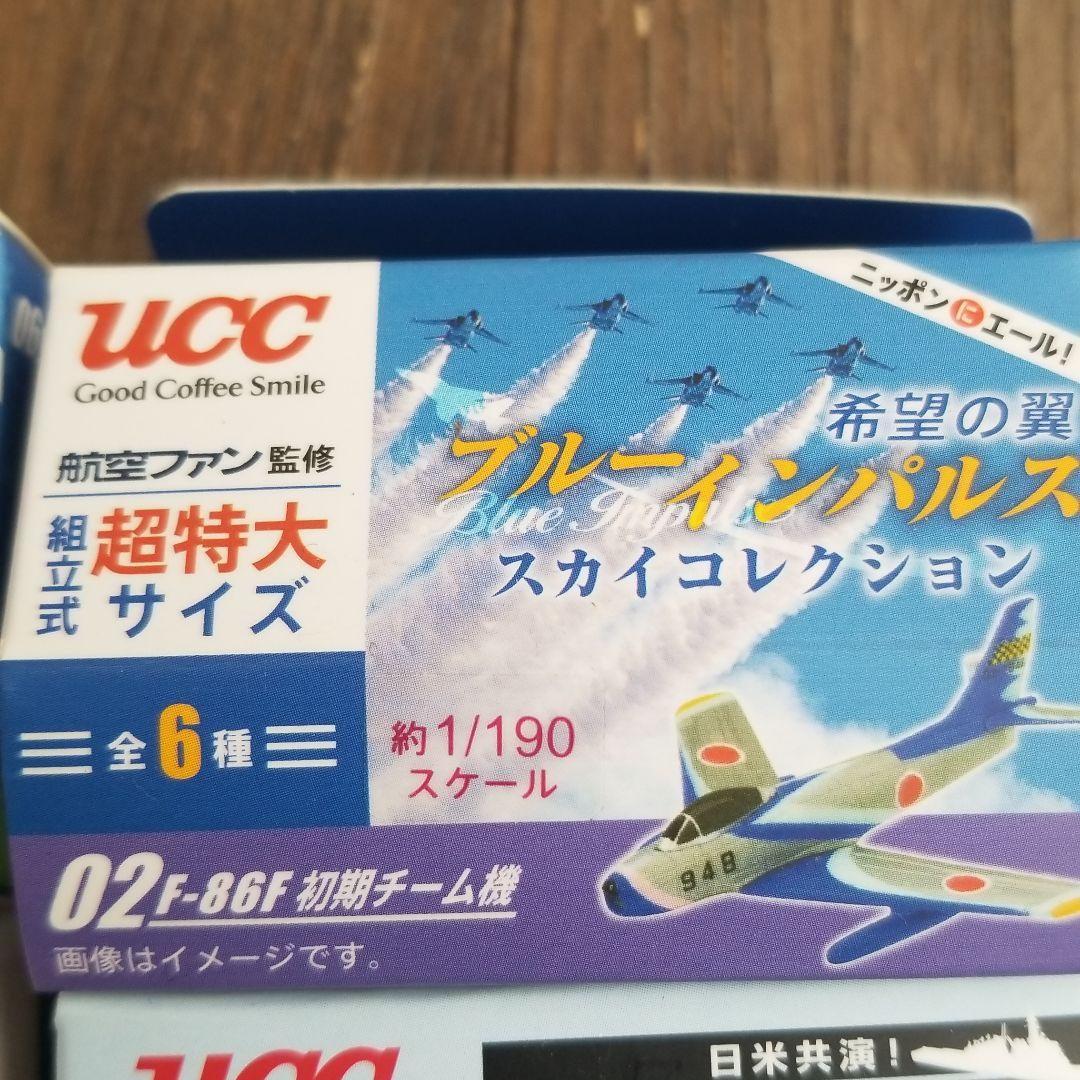 ucc
Good Coffee Smile
航空ファン監修
組立式
超特大
サイズ
全6種
ニッポンにエール!
希望の翼
ブルーインパルス
Blue Impulse
スカイコレクション
約1/190
スケール
948
02 F-86F 初期チーム機
画像はイメージです。
ucc
日米共演!